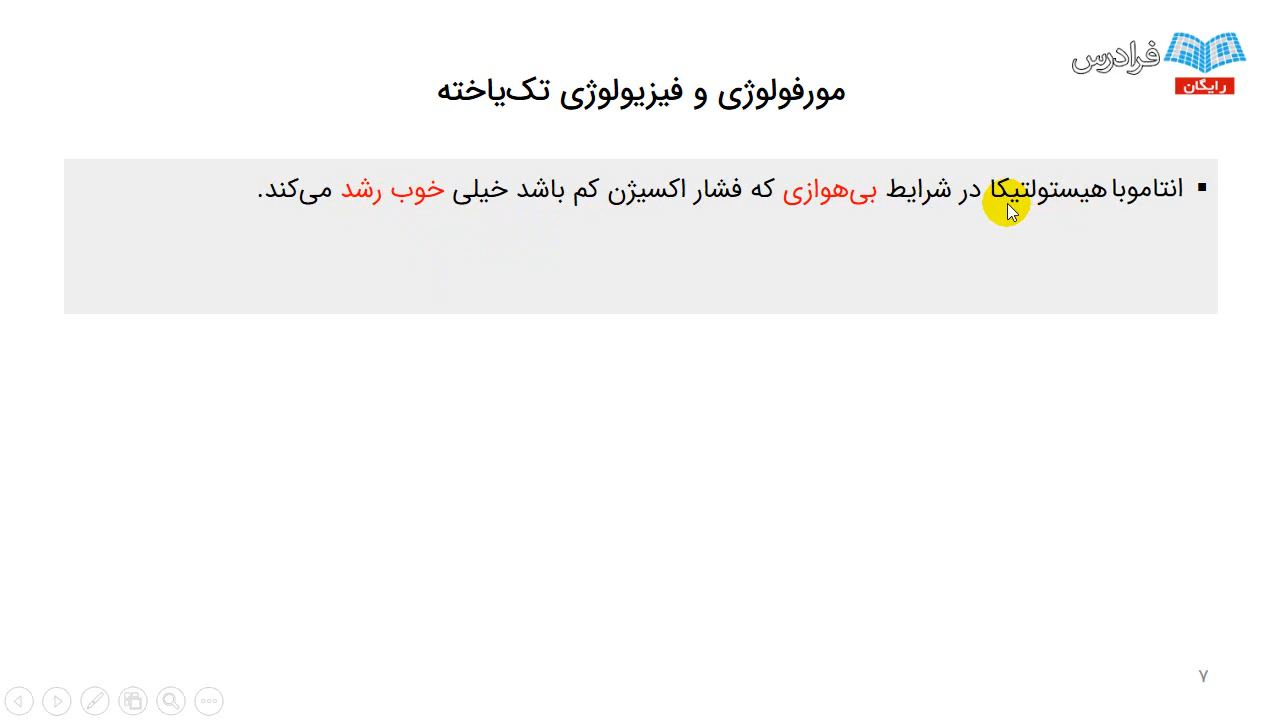 فرادرس
رایگان
مورفولوژی و فیزیولوژی تک‌یاخته
▪ انتاموبا هیستولتیکا در شرایط بی‌هوازی که فشار اکسیژن کم باشد خیلی خوب رشد می‌کند.
۷